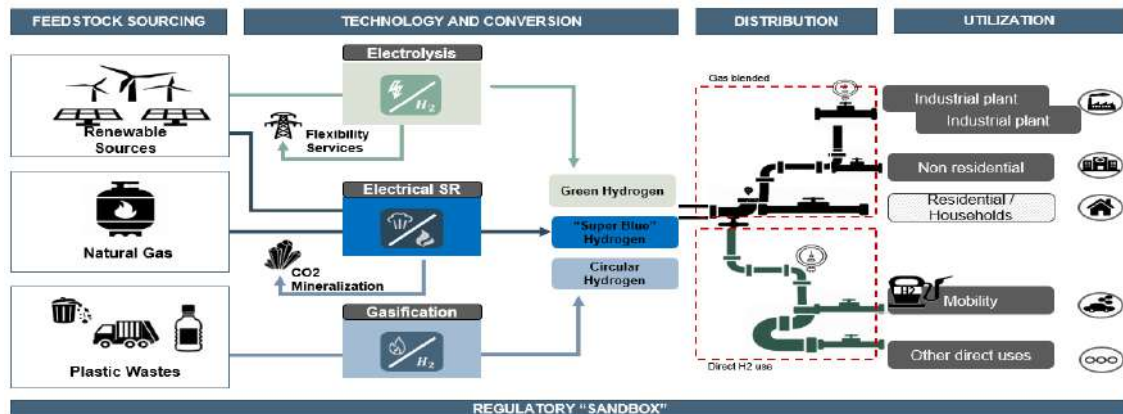 FEEDSTOCK SOURCING
TECHNOLOGY AND CONVERSION
DISTRIBUTION
UTILIZATION
Renewable
Sources
Natural Gas
Plastic Wastes
Electrolysis
H2
Flexibility
Services
Electrical SR
CO2
Mineralization
Gasification
H2
Green Hydrogen
"Super Blue"
Hydrogen
Circular
Hydrogen
Gas blended
Direct H2 use
Industrial plant
Industrial plant
Non residential
Residential /
Households
H2
Mobility
Other direct uses
REGULATORY "SANDBOX"